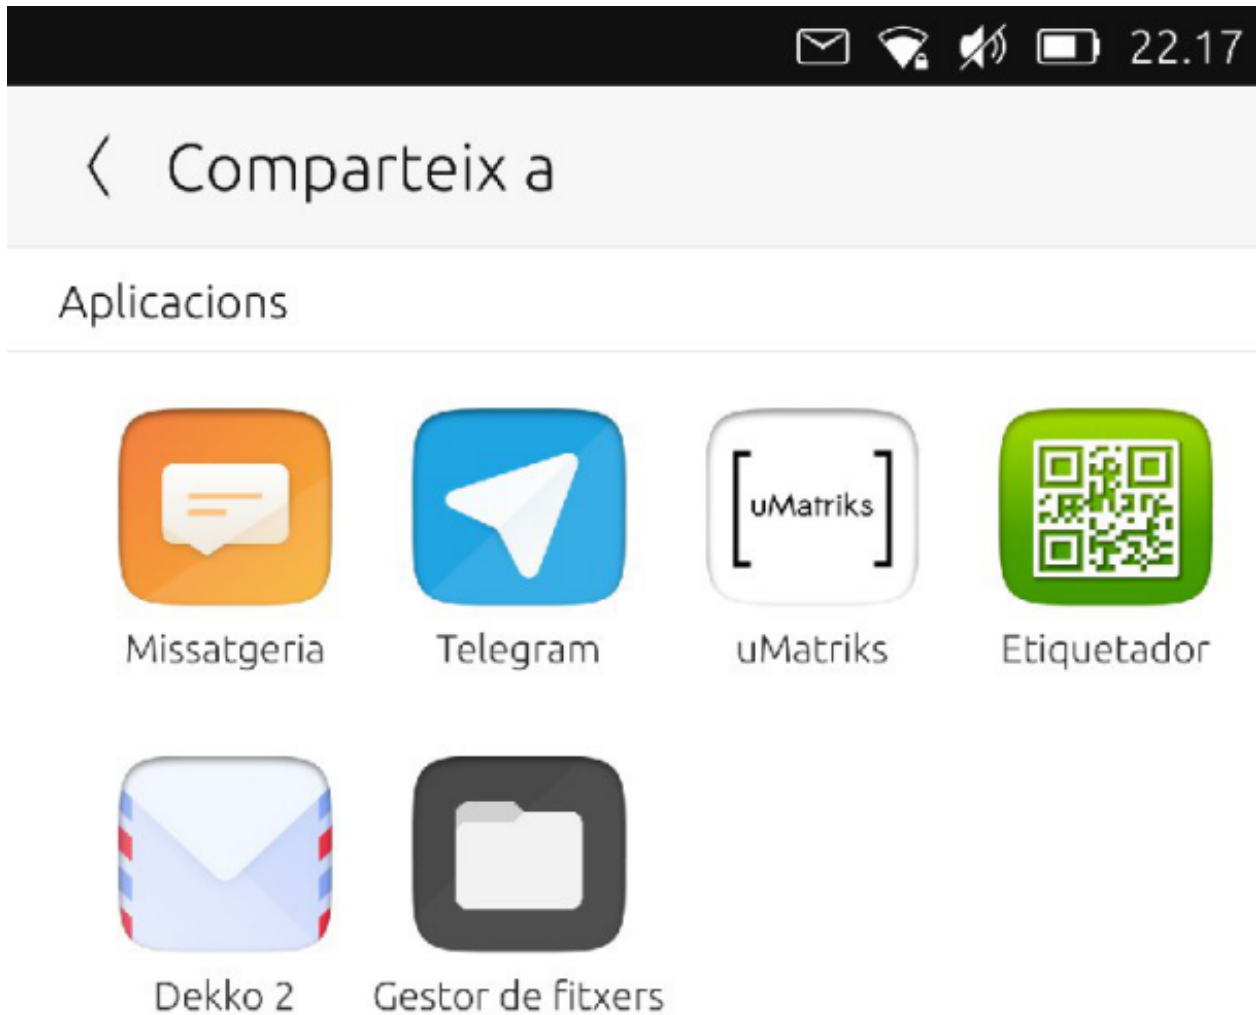 22.17
Comparteix a
Aplicacions
uMatriks
Missatgeria Telegram uMatriks Etiquetador
Dekko 2 Gestor de fitxers